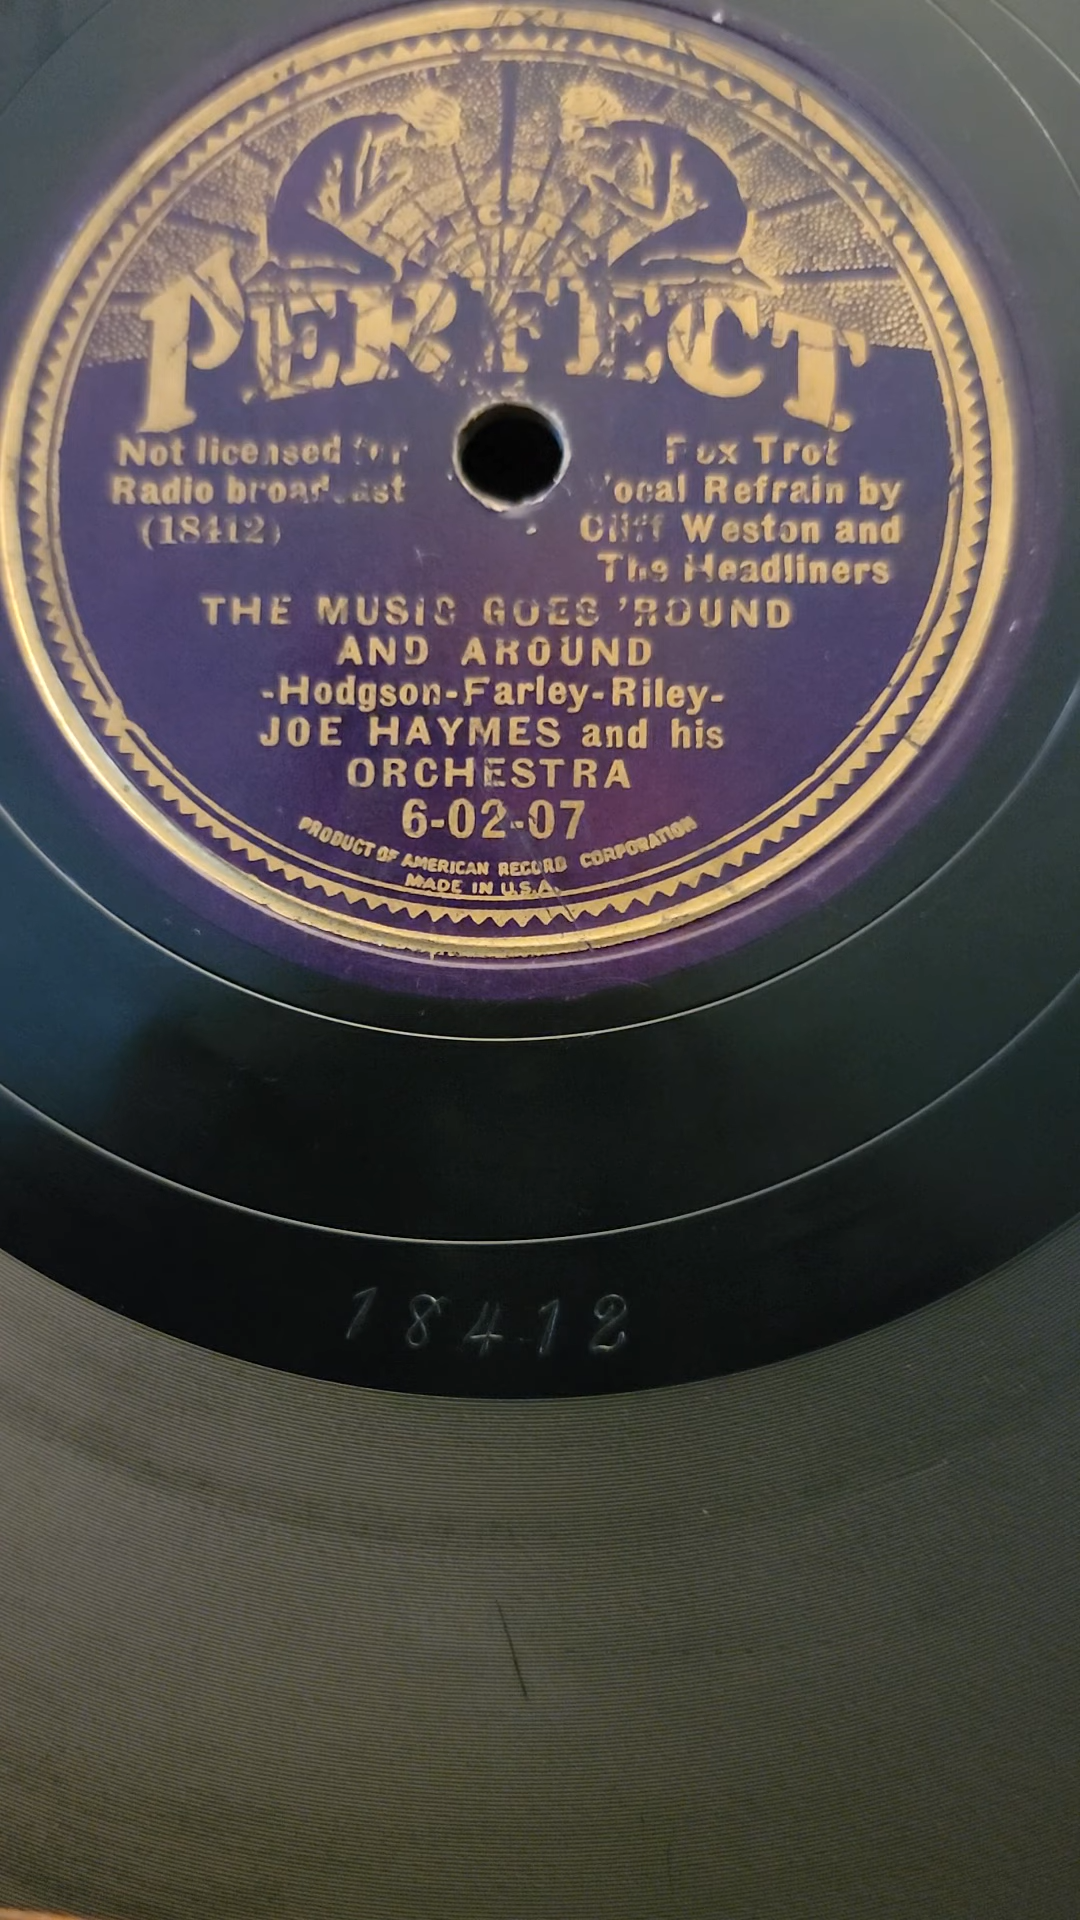 PERFECT
Not licensed for
Radio broadcast
(18412)
Fox Trot
Vocal Refrain by
Cliff Weston and
The Headliners
THE MUSIC GOES 'ROUND
AND AROUND
-Hodgson-Farley-Riley-
JOE HAYMES and his
ORCHESTRA
6-02-07
PRODUCT OF AMERICAN RECORD CORPORATION
MADE IN U.S.A.
18412